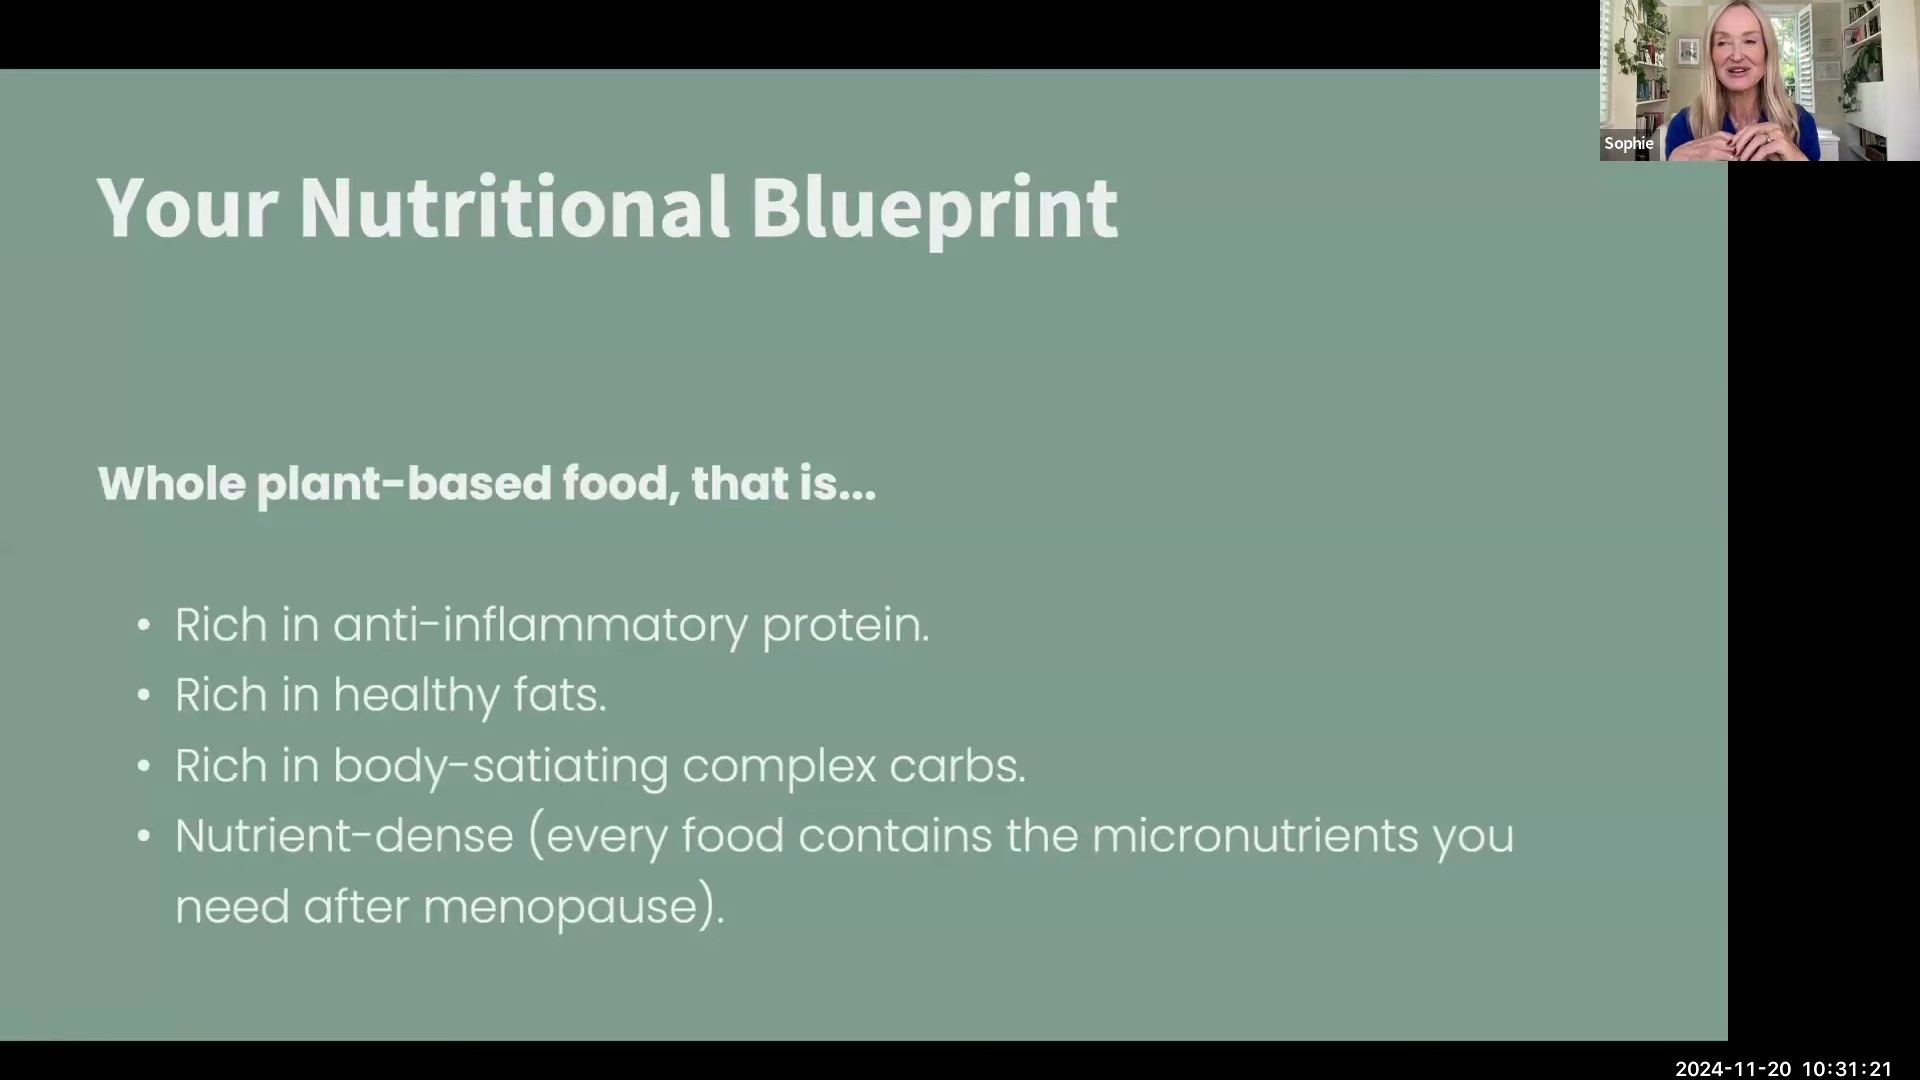 Sophie
Your Nutritional Blueprint
Whole plant-based food, that is...
• Rich in anti-inflammatory protein.
• Rich in healthy fats.
• Rich in body-satiating complex carbs.
• Nutrient-dense (every food contains the micronutrients you
need after menopause).
2024-11-20 10:31:21